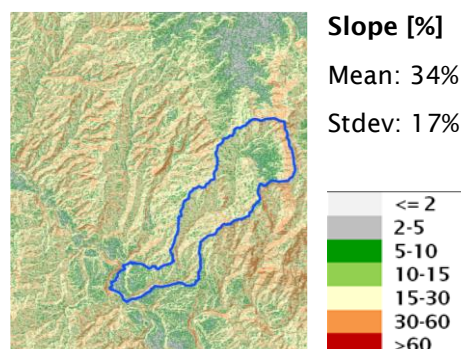 Slope [%]
Mean: 34%
Stdev: 17%
<= 2
2-5
5-10
10-15
15-30
30-60
>60